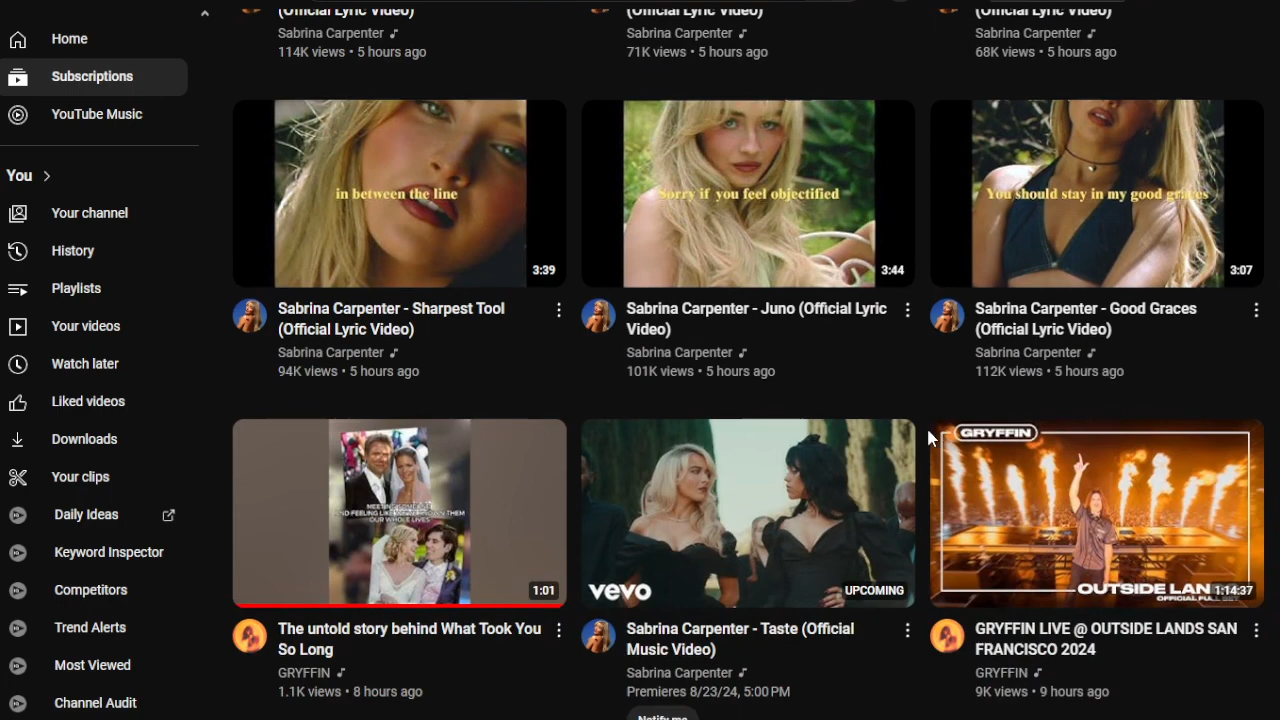 (Official Lyric Video)
(Official Lyric Video)
(Official Lyric Video)
Sabrina Carpenter
Sabrina Carpenter
Sabrina Carpenter
114K views • 5 hours ago
71K views • 5 hours ago
68K views • 5 hours ago
Home
Subscriptions
YouTube Music
You
Your channel
History
Playlists
Your videos
Watch later
Liked videos
Downloads
Your clips
Daily Ideas
Keyword Inspector
Competitors
Trend Alerts
Most Viewed
Channel Audit
in between the line
3:39
Sabrina Carpenter - Sharpest Tool
(Official Lyric Video)
Sabrina Carpenter
94K views • 5 hours ago
Sorry if you feel objectified
3:44
Sabrina Carpenter - Juno (Official Lyric
Video)
Sabrina Carpenter
101K views • 5 hours ago
You should stay in my good graces
3:07
Sabrina Carpenter - Good Graces
(Official Lyric Video)
Sabrina Carpenter
112K views • 5 hours ago
OUR WHOLE LIVES
1:01
The untold story behind What Took You
So Long
GRYFFIN
1.1K views • 8 hours ago
vevo
UPCOMING
Sabrina Carpenter - Taste (Official
Music Video)
Sabrina Carpenter
Premieres 8/23/24, 5:00 PM
Notify me
GRYFFIN
OUTSIDE LAN
1:14:37
GRYFFIN LIVE @ OUTSIDE LANDS SAN
FRANCISCO 2024
GRYFFIN
9K views • 9 hours ago